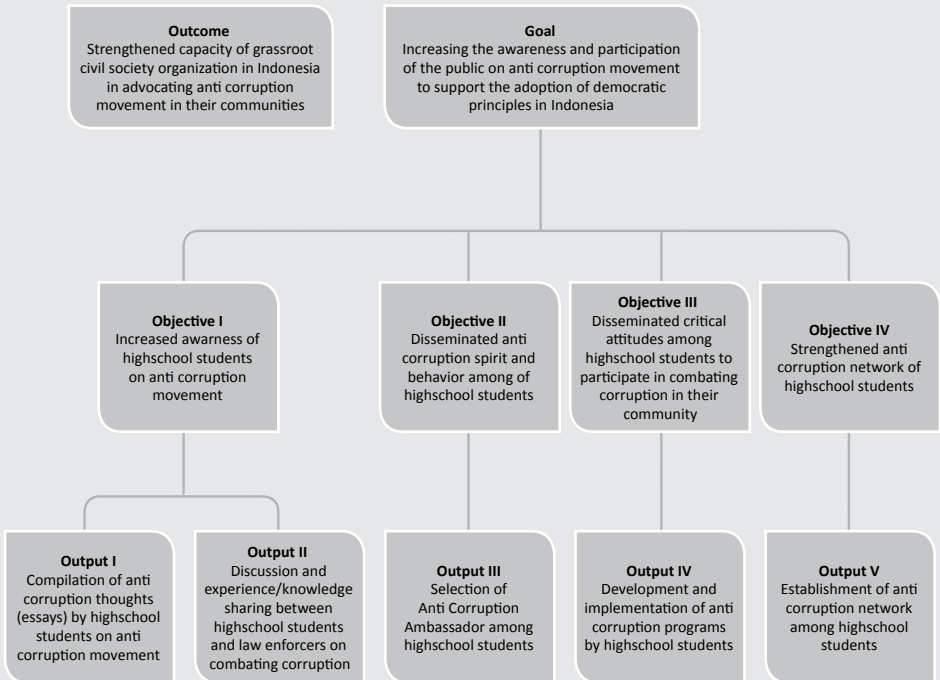 Outcome
Strengthened capacity of grassroot
civil society organization in Indonesia
in advocating anti corruption
movement in their communities
Goal
Increasing the awareness and participation
of the public on anti corruption movement
to support the adoption of democratic
principles in Indonesia
Objective I
Increased awarness of
highschool students
on anti corruption
movement
Objective II
Disseminated anti
corruption spirit and
behavior among of
highschool students
Objective III
Disseminated critical
attitudes among
highschool students to
participate in combating
corruption in their
community
Objective IV
Strengthened anti
corruption network of
highschool students
Output I
Compilation of anti
corruption thoughts
(essays) by highschool
students on anti
corruption movement
Output II
Discussion and
experience/knowledge
sharing between
highschool students
and law enforcers on
combating corruption
Output III
Selection of
Anti Corruption
Ambassador among
highschool students
Output IV
Development and
implementation of anti
corruption programs
by highschool students
Output V
Establishment of anti
corruption network
among highschool
students